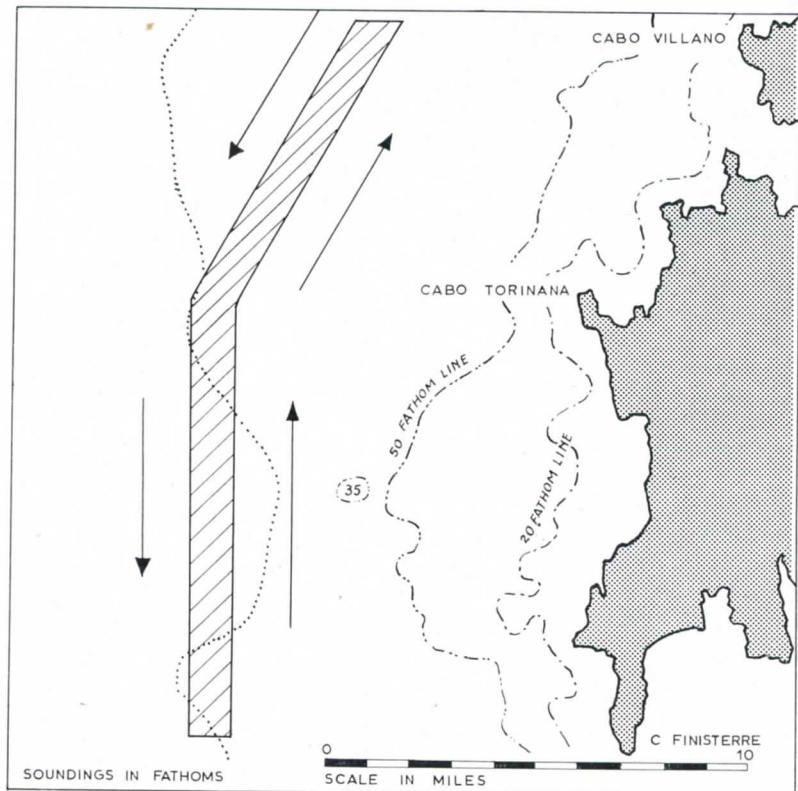 CABO VILLANO
CABO TORINANA
50 FATHOM LINE
35
20 FATHOM LINE
C FINISTERRE
0 10
SOUNDINGS IN FATHOMS
SCALE IN MILES